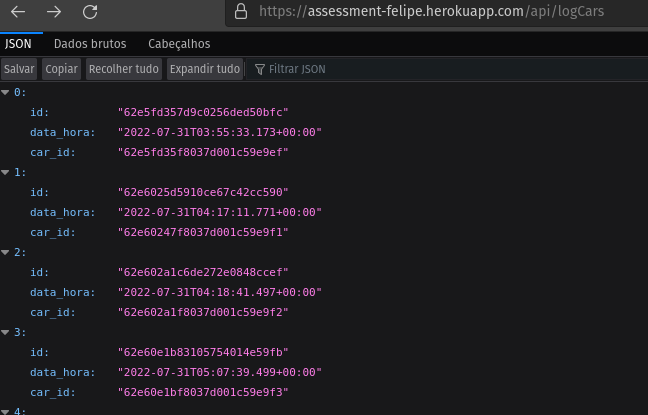 https://assessment-felipe.herokuapp.com/api/logCars
JSON Dados brutos Cabeçalhos
Salvar Copiar Recolher tudo Expandir tudo Filtrar JSON
0:
id: "62e5fd357d9c0256ded50bfc"
data_hora: "2022-07-31T03:55:33.173+00:00"
car_id: "62e5fd35f8037d001c59e9ef"
1:
id: "62e6025d5910ce67c42cc590"
data_hora: "2022-07-31T04:17:11.771+00:00"
car_id: "62e60247f8037d001c59e9f1"
2:
id: "62e602a1c6de272e0848ccef"
data_hora: "2022-07-31T04:18:41.497+00:00"
car_id: "62e602a1f8037d001c59e9f2"
3:
id: "62e60e1b83105754014e59fb"
data_hora: "2022-07-31T05:07:39.499+00:00"
car_id: "62e60e1bf8037d001c59e9f3"
4: